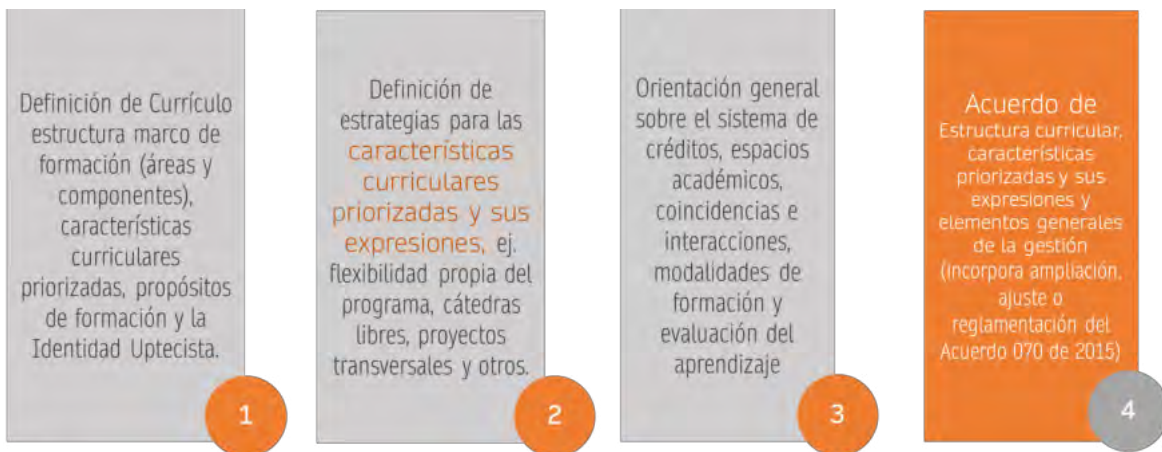 Definición de Currículo
estructura marco de
formación (áreas y
componentes),
características
curriculares
priorizadas, propósitos
de formación y la
Identidad Uptecista.
1
Definición de
estrategias para las
características
curriculares
priorizadas y sus
expresiones, ej.
flexibilidad propia del
programa, cátedras
libres, proyectos
transversales y otros.
2
Orientación general
sobre el sistema de
créditos, espacios
académicos,
coincidencias e
interacciones,
modalidades de
formación y
evaluación del
aprendizaje
3
Acuerdo de
Estructura curricular,
características
priorizadas y sus
expresiones y
elementos generales
de la gestión
(incorpora ampliación,
ajuste o
reglamentación del
Acuerdo 070 de 2015)
4